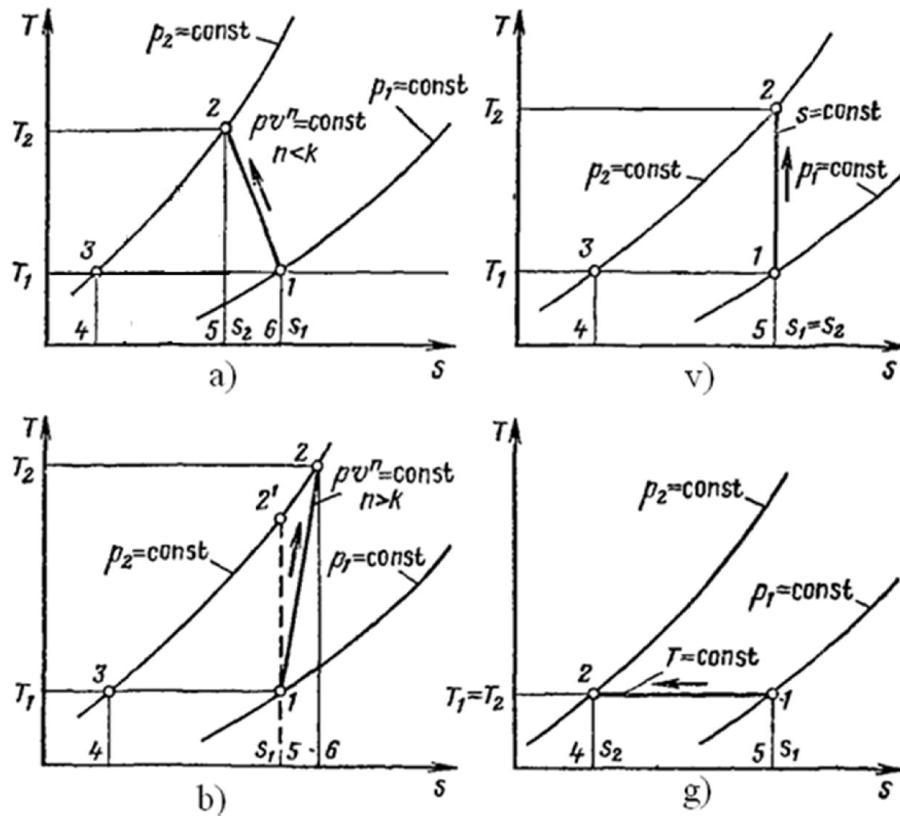 T
p₂=const
p₁=const
2
T₂
pvⁿ=const
n<k
3
T₁
1
4
5
s₂
6
s₁
s
a)
T
2
T₂
s=const
p₂=const
p₁=const
3
1
T₁
4
5
s₁=s₂
s
v)
T
2
T₂
pvⁿ=const
2'
n>k
p₂=const
p₁=const
3
T₁
1
4
s₁
5
6
s
b)
T
p₂=const
p₁=const
2
T=const
T₁=T₂
1
4
s₂
5
s₁
s
g)